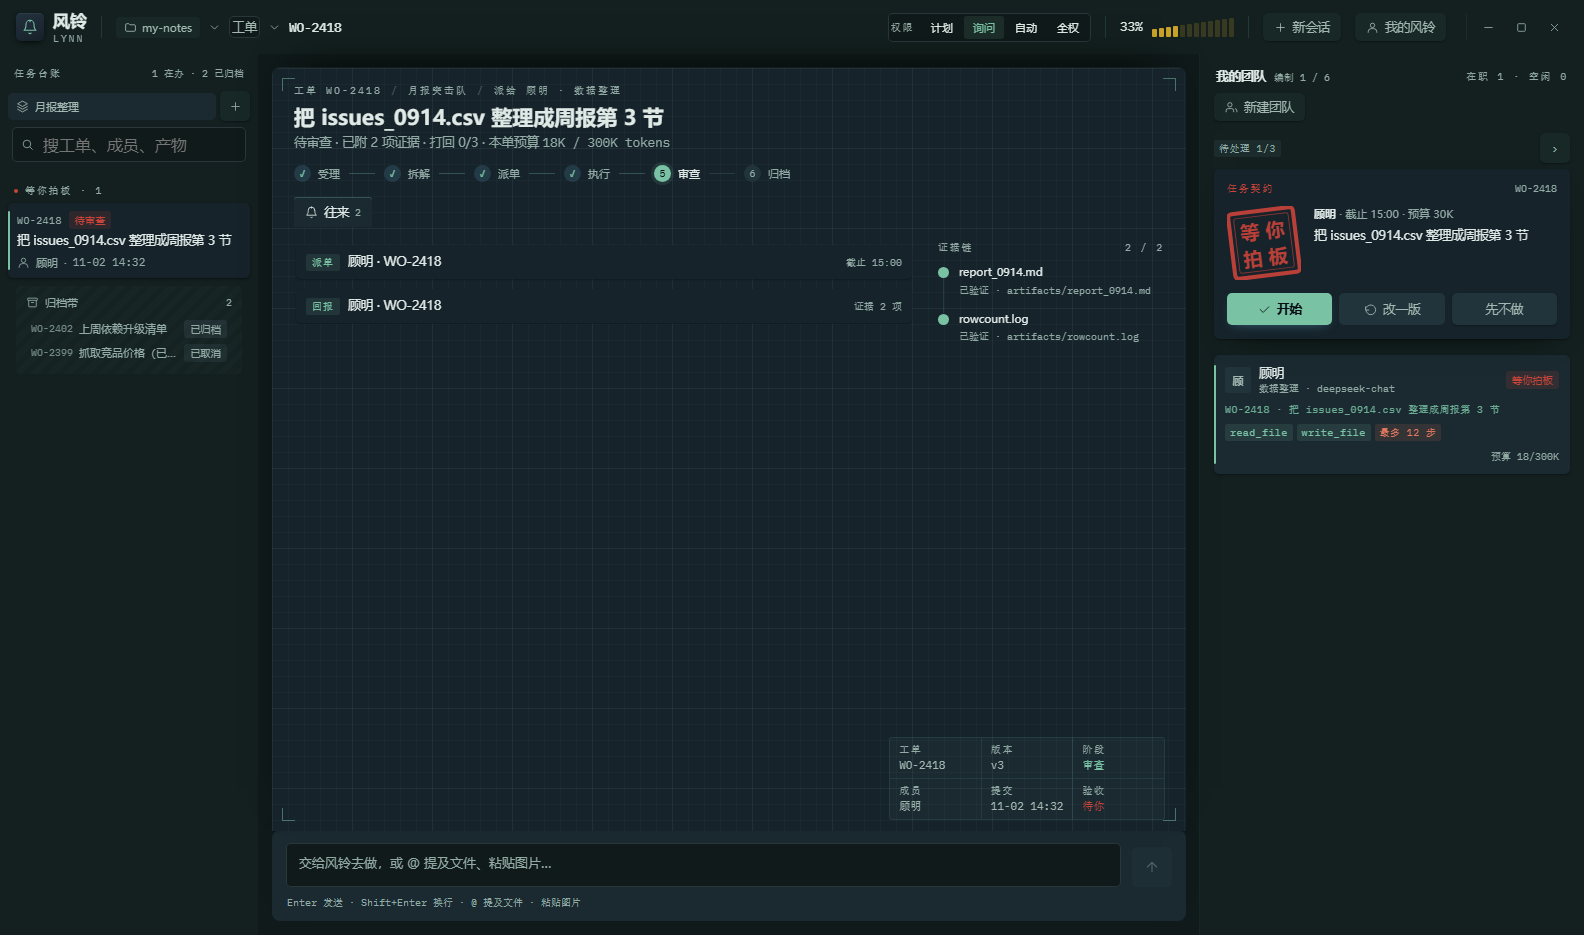 风铃
LYNN
my-notes
工单
WO-2418
权限 计划 询问 自动 全权
33%
新会话
我的风铃
任务台账 1 在办 · 2 已归档
月报整理
搜工单、成员、产物
等你拍板 · 1
WO-2418 待审查
把 issues_0914.csv 整理成周报第 3 节
顾明 · 11-02 14:32
归档带 2
WO-2402 上周依赖升级清单 已归档
WO-2399 抓取竞品价格（已... 已取消
工单 WO-2418 / 月报突击队 / 派给 顾明 · 数据整理
把 issues_0914.csv 整理成周报第 3 节
待审查 · 已附 2 项证据 · 打回 0/3 · 本单预算 18K / 300K tokens
受理 拆解 派单 执行 5 审查 6 归档
往来 2
派单 顾明 · WO-2418 截止 15:00
回报 顾明 · WO-2418 证据 2 项
证据链 2 / 2
report_0914.md
已验证 · artifacts/report_0914.md
rowcount.log
已验证 · artifacts/rowcount.log
工单 版本 阶段
WO-2418 v3 审查
成员 提交 验收
顾明 11-02 14:32 待你
交给风铃去做，或 @ 提及文件、粘贴图片...
Enter 发送 · Shift+Enter 换行 · @ 提及文件 · 粘贴图片
我的团队 编制 1 / 6 在职 1 · 空闲 0
新建团队
待处理 1/3
任务契约 WO-2418
等你
拍板
顾明 · 截止 15:00 · 预算 30K
把 issues_0914.csv 整理成周报第 3 节
开始 改一版 先不做
顾 顾明 等你拍板
数据整理 · deepseek-chat
WO-2418 · 把 issues_0914.csv 整理成周报第 3 节
read_file write_file 最多 12 步
预算 18/300K